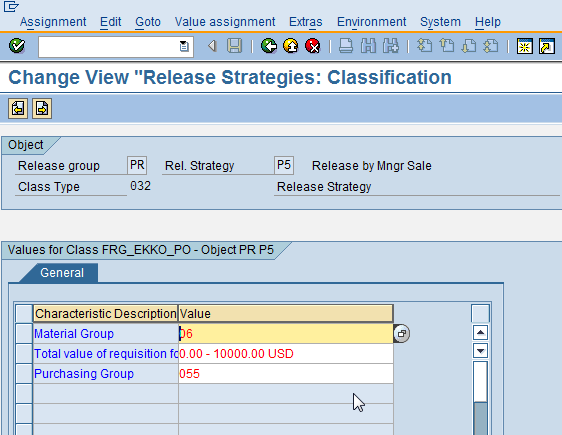 Assignment Edit Goto Value assignment Extras Environment System Help
Change View "Release Strategies: Classification
Object
Release group PR Rel. Strategy P5 Release by Mngr Sale
Class Type 032 Release Strategy
Values for Class FRG_EKKO_PO - Object PR P5
General
Characteristic Description Value
Material Group 06
Total value of requisition fo 0.00 - 10000.00 USD
Purchasing Group 055